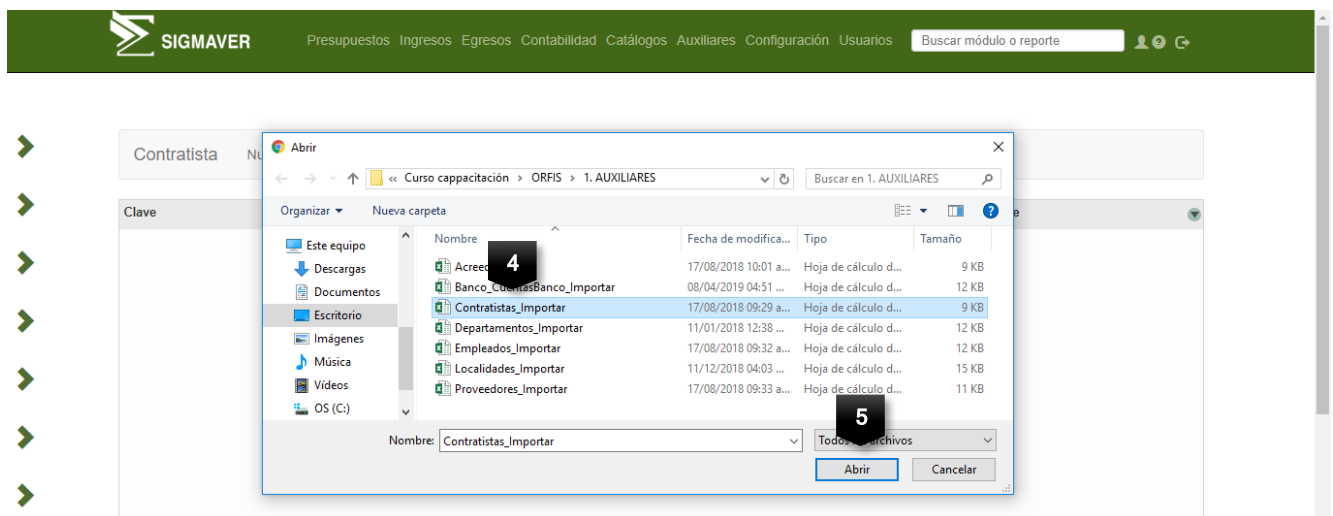 SIGMAVER Presupuestos Ingresos Egresos Contabilidad Catálogos Auxiliares Configuración Usuarios Buscar módulo o reporte
Contratista
Abrir
« Curso cappacitación › ORFIS › 1. AUXILIARES Buscar en 1. AUXILIARES
Organizar Nueva carpeta
Clave
Nombre Fecha de modifica... Tipo Tamaño
Este equipo
Descargas
Documentos
Escritorio
Imágenes
Música
Vídeos
OS (C:)
4
17/08/2018 10:01 a... Hoja de cálculo d... 9 KB
Banco_CuentasBanco_Importar 08/04/2019 04:51 ... Hoja de cálculo d... 12 KB
Contratistas_Importar 17/08/2018 09:29 a... Hoja de cálculo d... 9 KB
Departamentos_Importar 11/01/2018 12:38 ... Hoja de cálculo d... 12 KB
Empleados_Importar 17/08/2018 09:32 a... Hoja de cálculo d... 12 KB
Localidades_Importar 11/12/2018 04:03 ... Hoja de cálculo d... 15 KB
Proveedores_Importar 17/08/2018 09:33 a... Hoja de cálculo d... 11 KB
5
Nombre: Contratistas_Importar Todos archivos
Abrir Cancelar